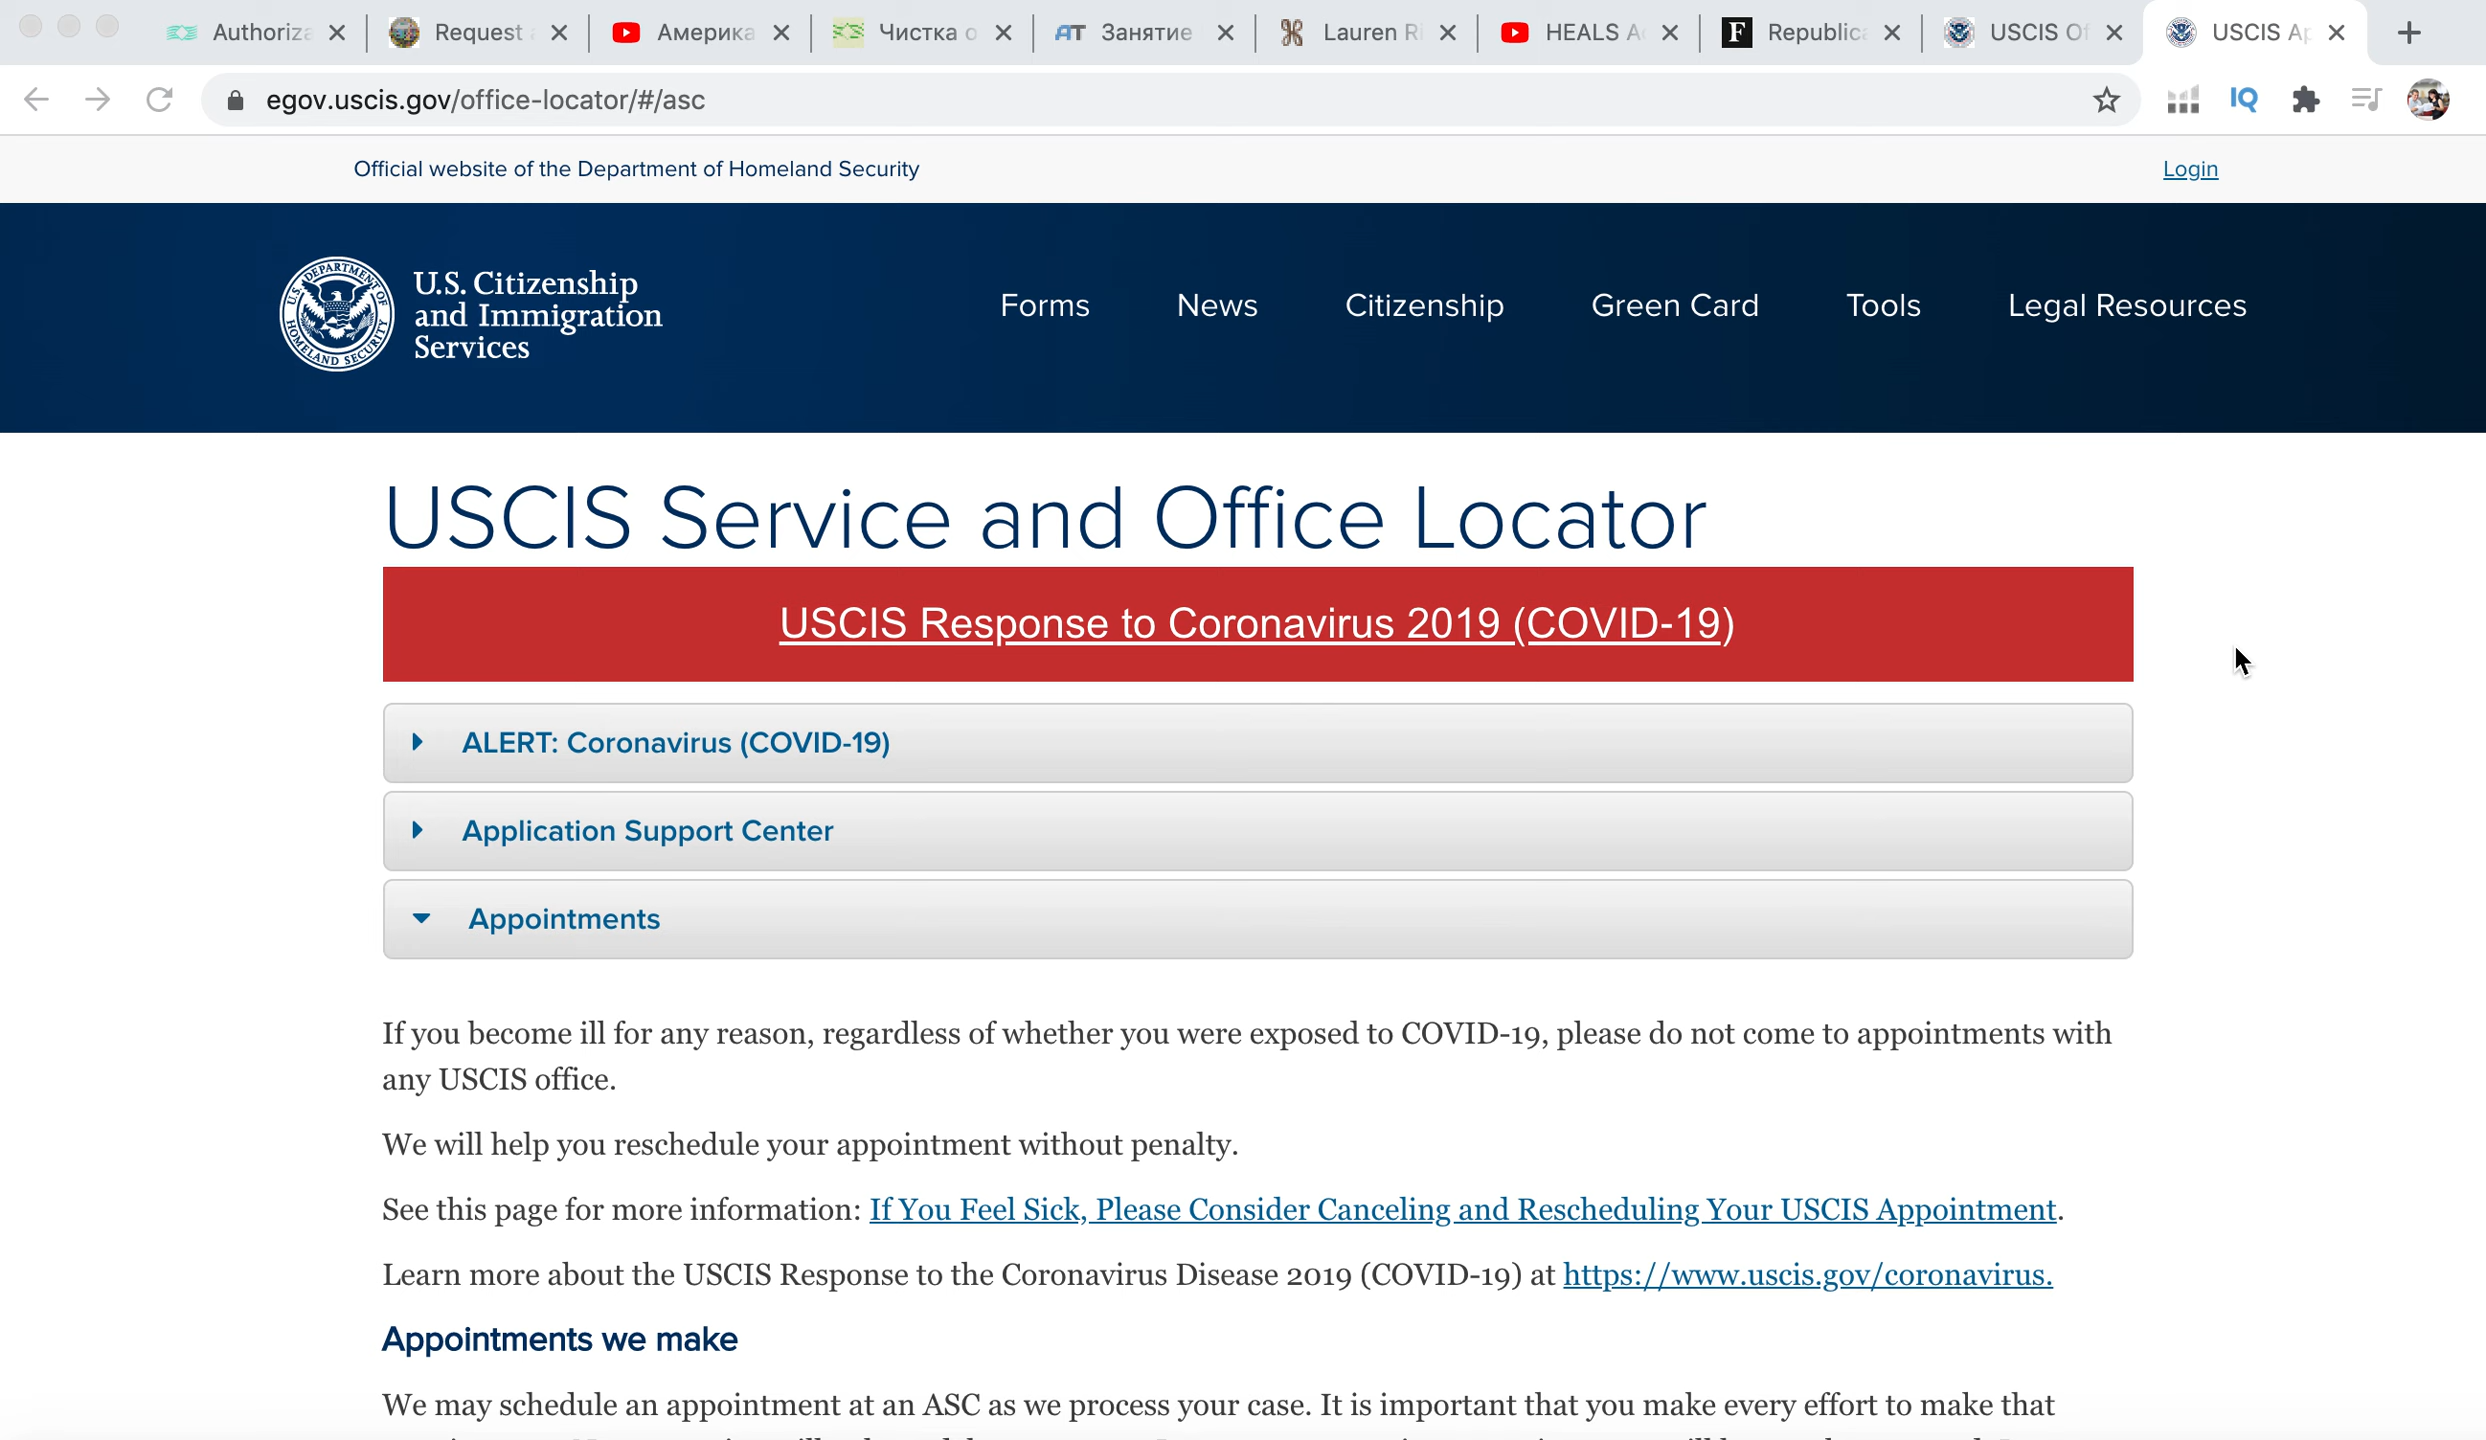 Authoriza Request a Америка Чистка о Занятие Lauren Ri HEALS A Republica USCIS Of USCIS Ap
egov.uscis.gov/office-locator/#/asc
IQ
Official website of the Department of Homeland Security Login
U.S. DEPARTMENT OF HOMELAND SECURITY
U.S. Citizenship
and Immigration
Services
Forms News Citizenship Green Card Tools Legal Resources
USCIS Service and Office Locator
USCIS Response to Coronavirus 2019 (COVID-19)
ALERT: Coronavirus (COVID-19)
Application Support Center
Appointments
If you become ill for any reason, regardless of whether you were exposed to COVID-19, please do not come to appointments with
any USCIS office.
We will help you reschedule your appointment without penalty.
See this page for more information: If You Feel Sick, Please Consider Canceling and Rescheduling Your USCIS Appointment.
Learn more about the USCIS Response to the Coronavirus Disease 2019 (COVID-19) at https://www.uscis.gov/coronavirus.
Appointments we make
We may schedule an appointment at an ASC as we process your case. It is important that you make every effort to make that